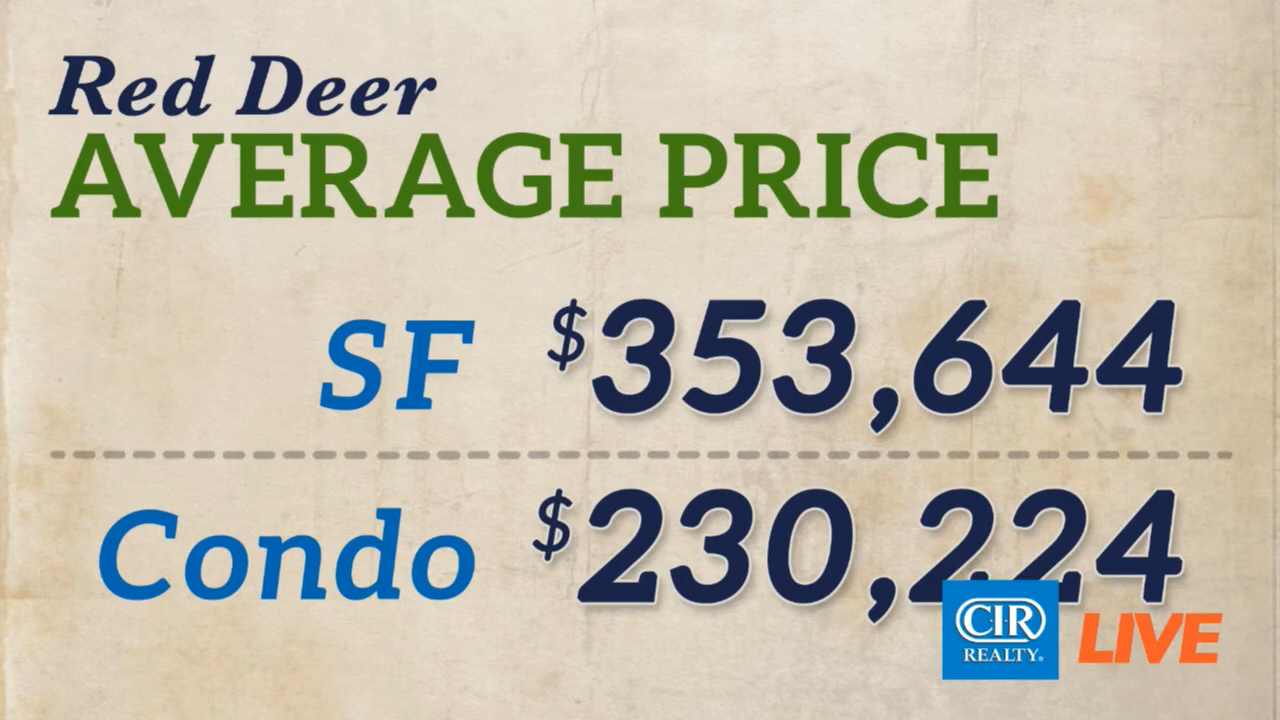 Red Deer
AVERAGE PRICE
SF $353,644
Condo $230,224
CIR
REALTY®
LIVE